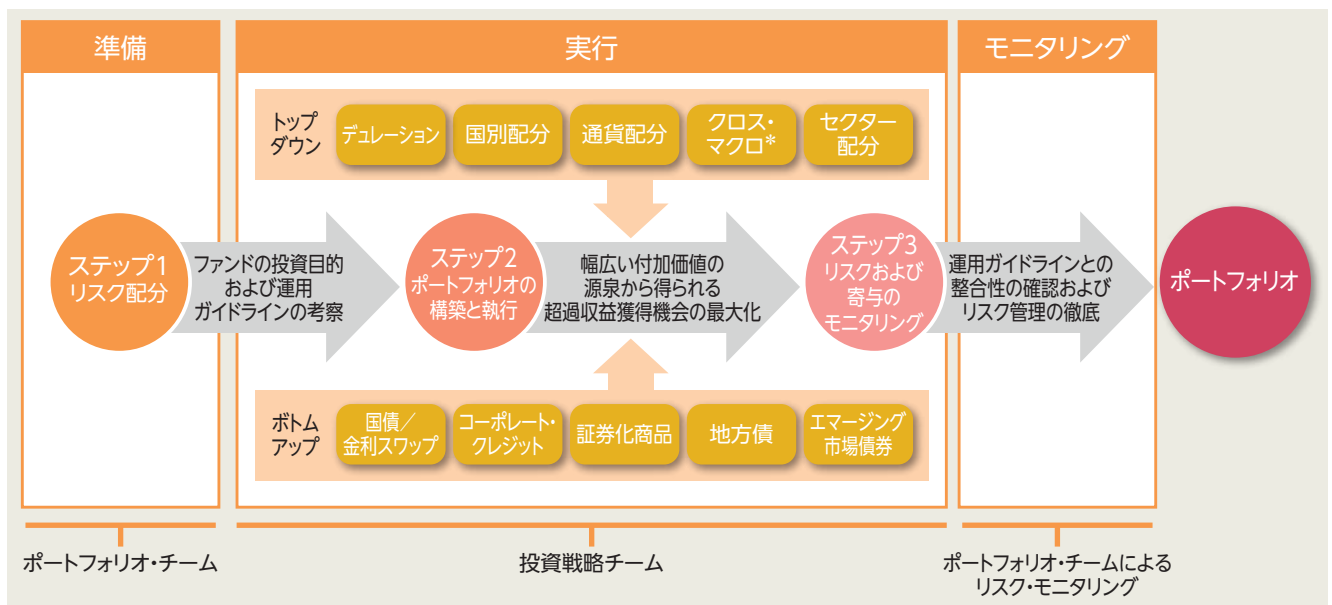 準備
実行
モニタリング
トップ
ダウン
デュレーション
国別配分
通貨配分
クロス・
マクロ*
セクター
配分
ステップ1
リスク配分
ファンドの投資目的
および運用
ガイドラインの考察
ステップ2
ポートフォリオの
構築と執行
幅広い付加価値の
源泉から得られる
超過収益獲得機会の最大化
ステップ3
リスクおよび
寄与の
モニタリング
運用ガイドラインとの
整合性の確認および
リスク管理の徹底
ポートフォリオ
ボトム
アップ
国債/
金利スワップ
コーポレート・
クレジット
証券化商品
地方債
エマージング
市場債券
ポートフォリオ・チーム
投資戦略チーム
ポートフォリオ・チームによる
リスク・モニタリング